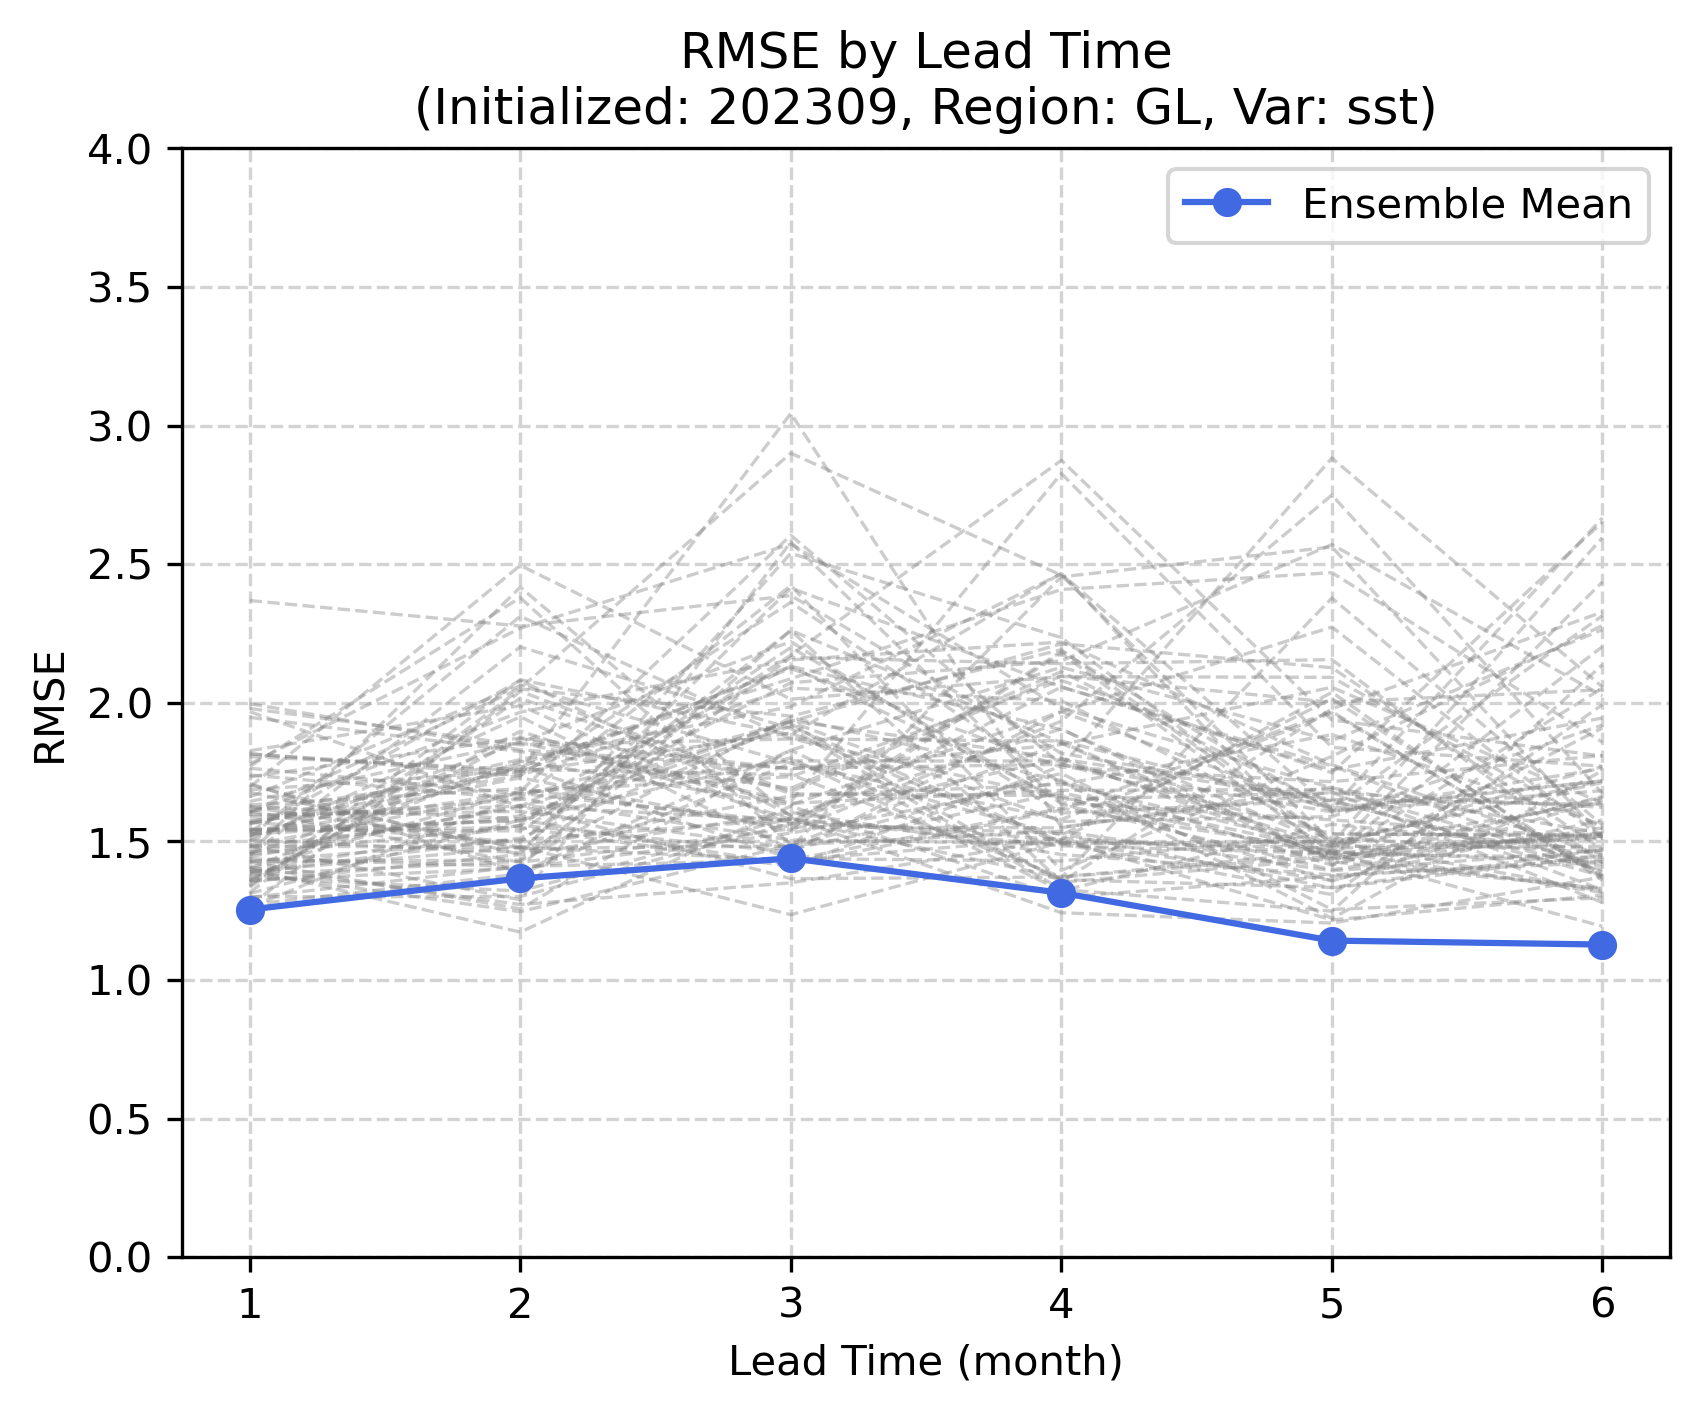 RMSE by Lead Time
(Initialized: 202309, Region: GL, Var: sst)
Ensemble Mean
4.0
3.5
3.0
2.5
2.0
1.5
1.0
0.5
0.0
RMSE
1 2 3 4 5 6
Lead Time (month)